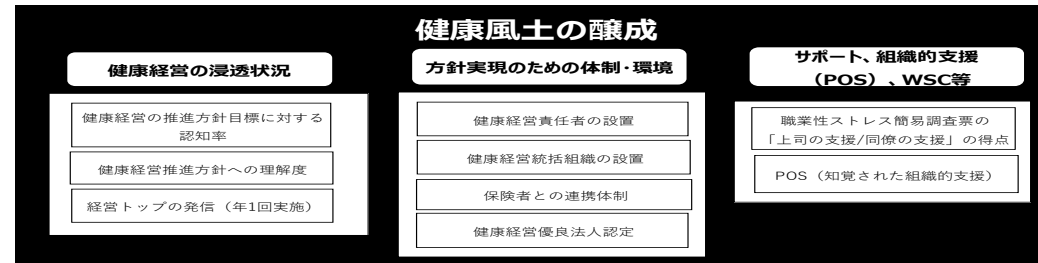 健康風土の醸成
健康経営の浸透状況
健康経営の推進方針目標に対する
認知率
健康経営推進方針への理解度
経営トップの発信（年1回実施）
方針実現のための体制・環境
健康経営責任者の設置
健康経営統括組織の設置
保険者との連携体制
健康経営優良法人認定
サポート、組織的支援
（POS）、WSC等
職業性ストレス簡易調査票の
「上司の支援/同僚の支援」の得点
POS（知覚された組織的支援）